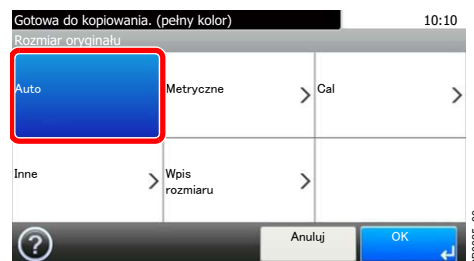 Gotowa do kopiowania. (pełny kolor) 10:10
Rozmiar oryginału
Auto Metryczne Cal
Inne Wpis
rozmiaru
? Anuluj OK